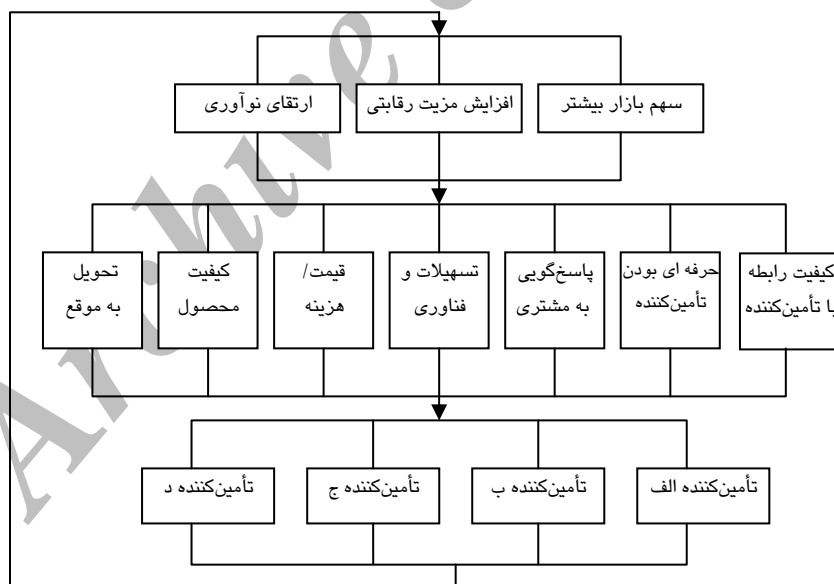 سهم بازار بیشتر
افزایش مزیت رقابتی
ارتقای نوآوری
کیفیت رابطه
با تأمین‌کننده
حرفه ای بودن
تأمین‌کننده
پاسخ‌گویی
به مشتری
تسهیلات و
فناوری
قیمت/
هزینه
کیفیت
محصول
تحویل
به موقع
تأمین‌کننده الف
تأمین‌کننده ب
تأمین‌کننده ج
تأمین‌کننده د
Archive